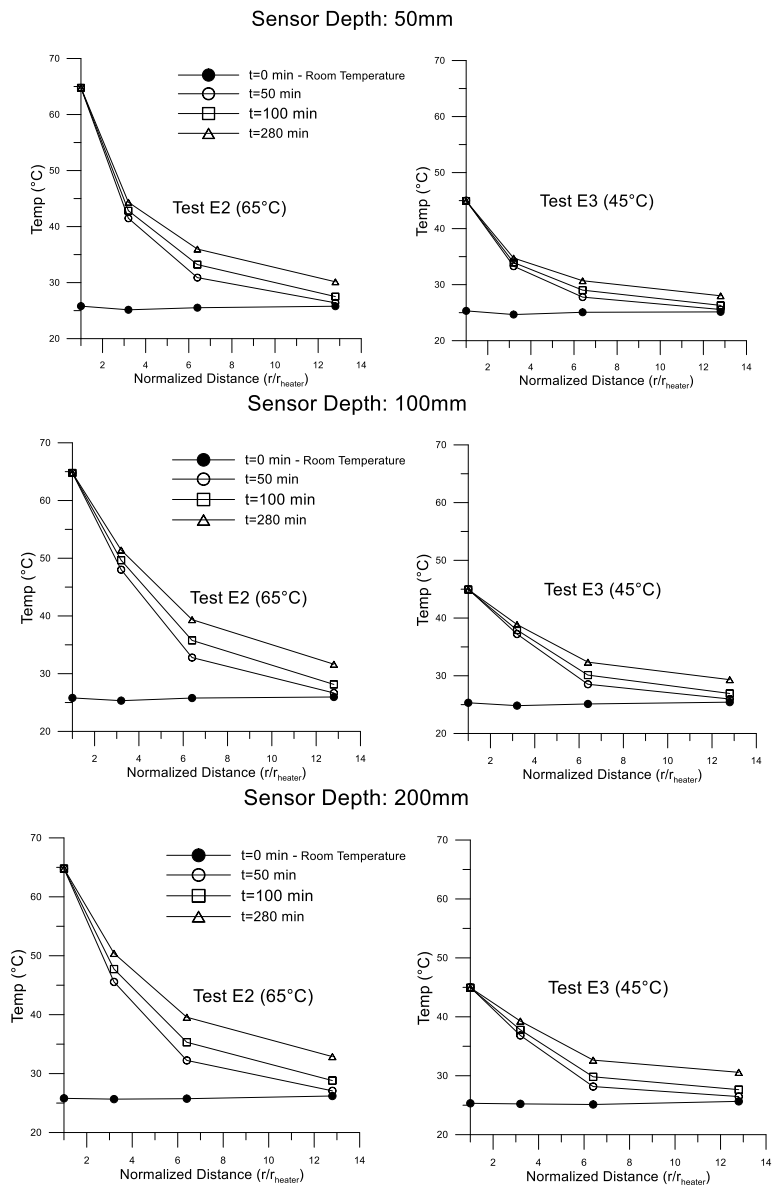 Sensor Depth: 50mm
70
60
50
40
30
20
Temp (°C)
t=0 min - Room Temperature
t=50 min
t=100 min
t=280 min
Test E2 (65°C)
2 4 6 8 10 12 14
Normalized Distance (r/rheater)
70
60
50
40
30
20
Temp (°C)
Test E3 (45°C)
2 4 6 8 10 12 14
Normalized Distance (r/rheater)
Sensor Depth: 100mm
70
60
50
40
30
20
Temp (°C)
t=0 min - Room Temperature
t=50 min
t=100 min
t=280 min
Test E2 (65°C)
2 4 6 8 10 12 14
Normalized Distance (r/rheater)
70
60
50
40
30
20
Temp (°C)
Test E3 (45°C)
2 4 6 8 10 12 14
Normalized Distance (r/rheater)
Sensor Depth: 200mm
70
60
50
40
30
20
Temp (°C)
t=0 min - Room Temperature
t=50 min
t=100 min
t=280 min
Test E2 (65°C)
2 4 6 8 10 12 14
Normalized Distance (r/rheater)
70
60
50
40
30
20
Temp (°C)
Test E3 (45°C)
2 4 6 8 10 12 14
Normalized Distance (r/rheater)